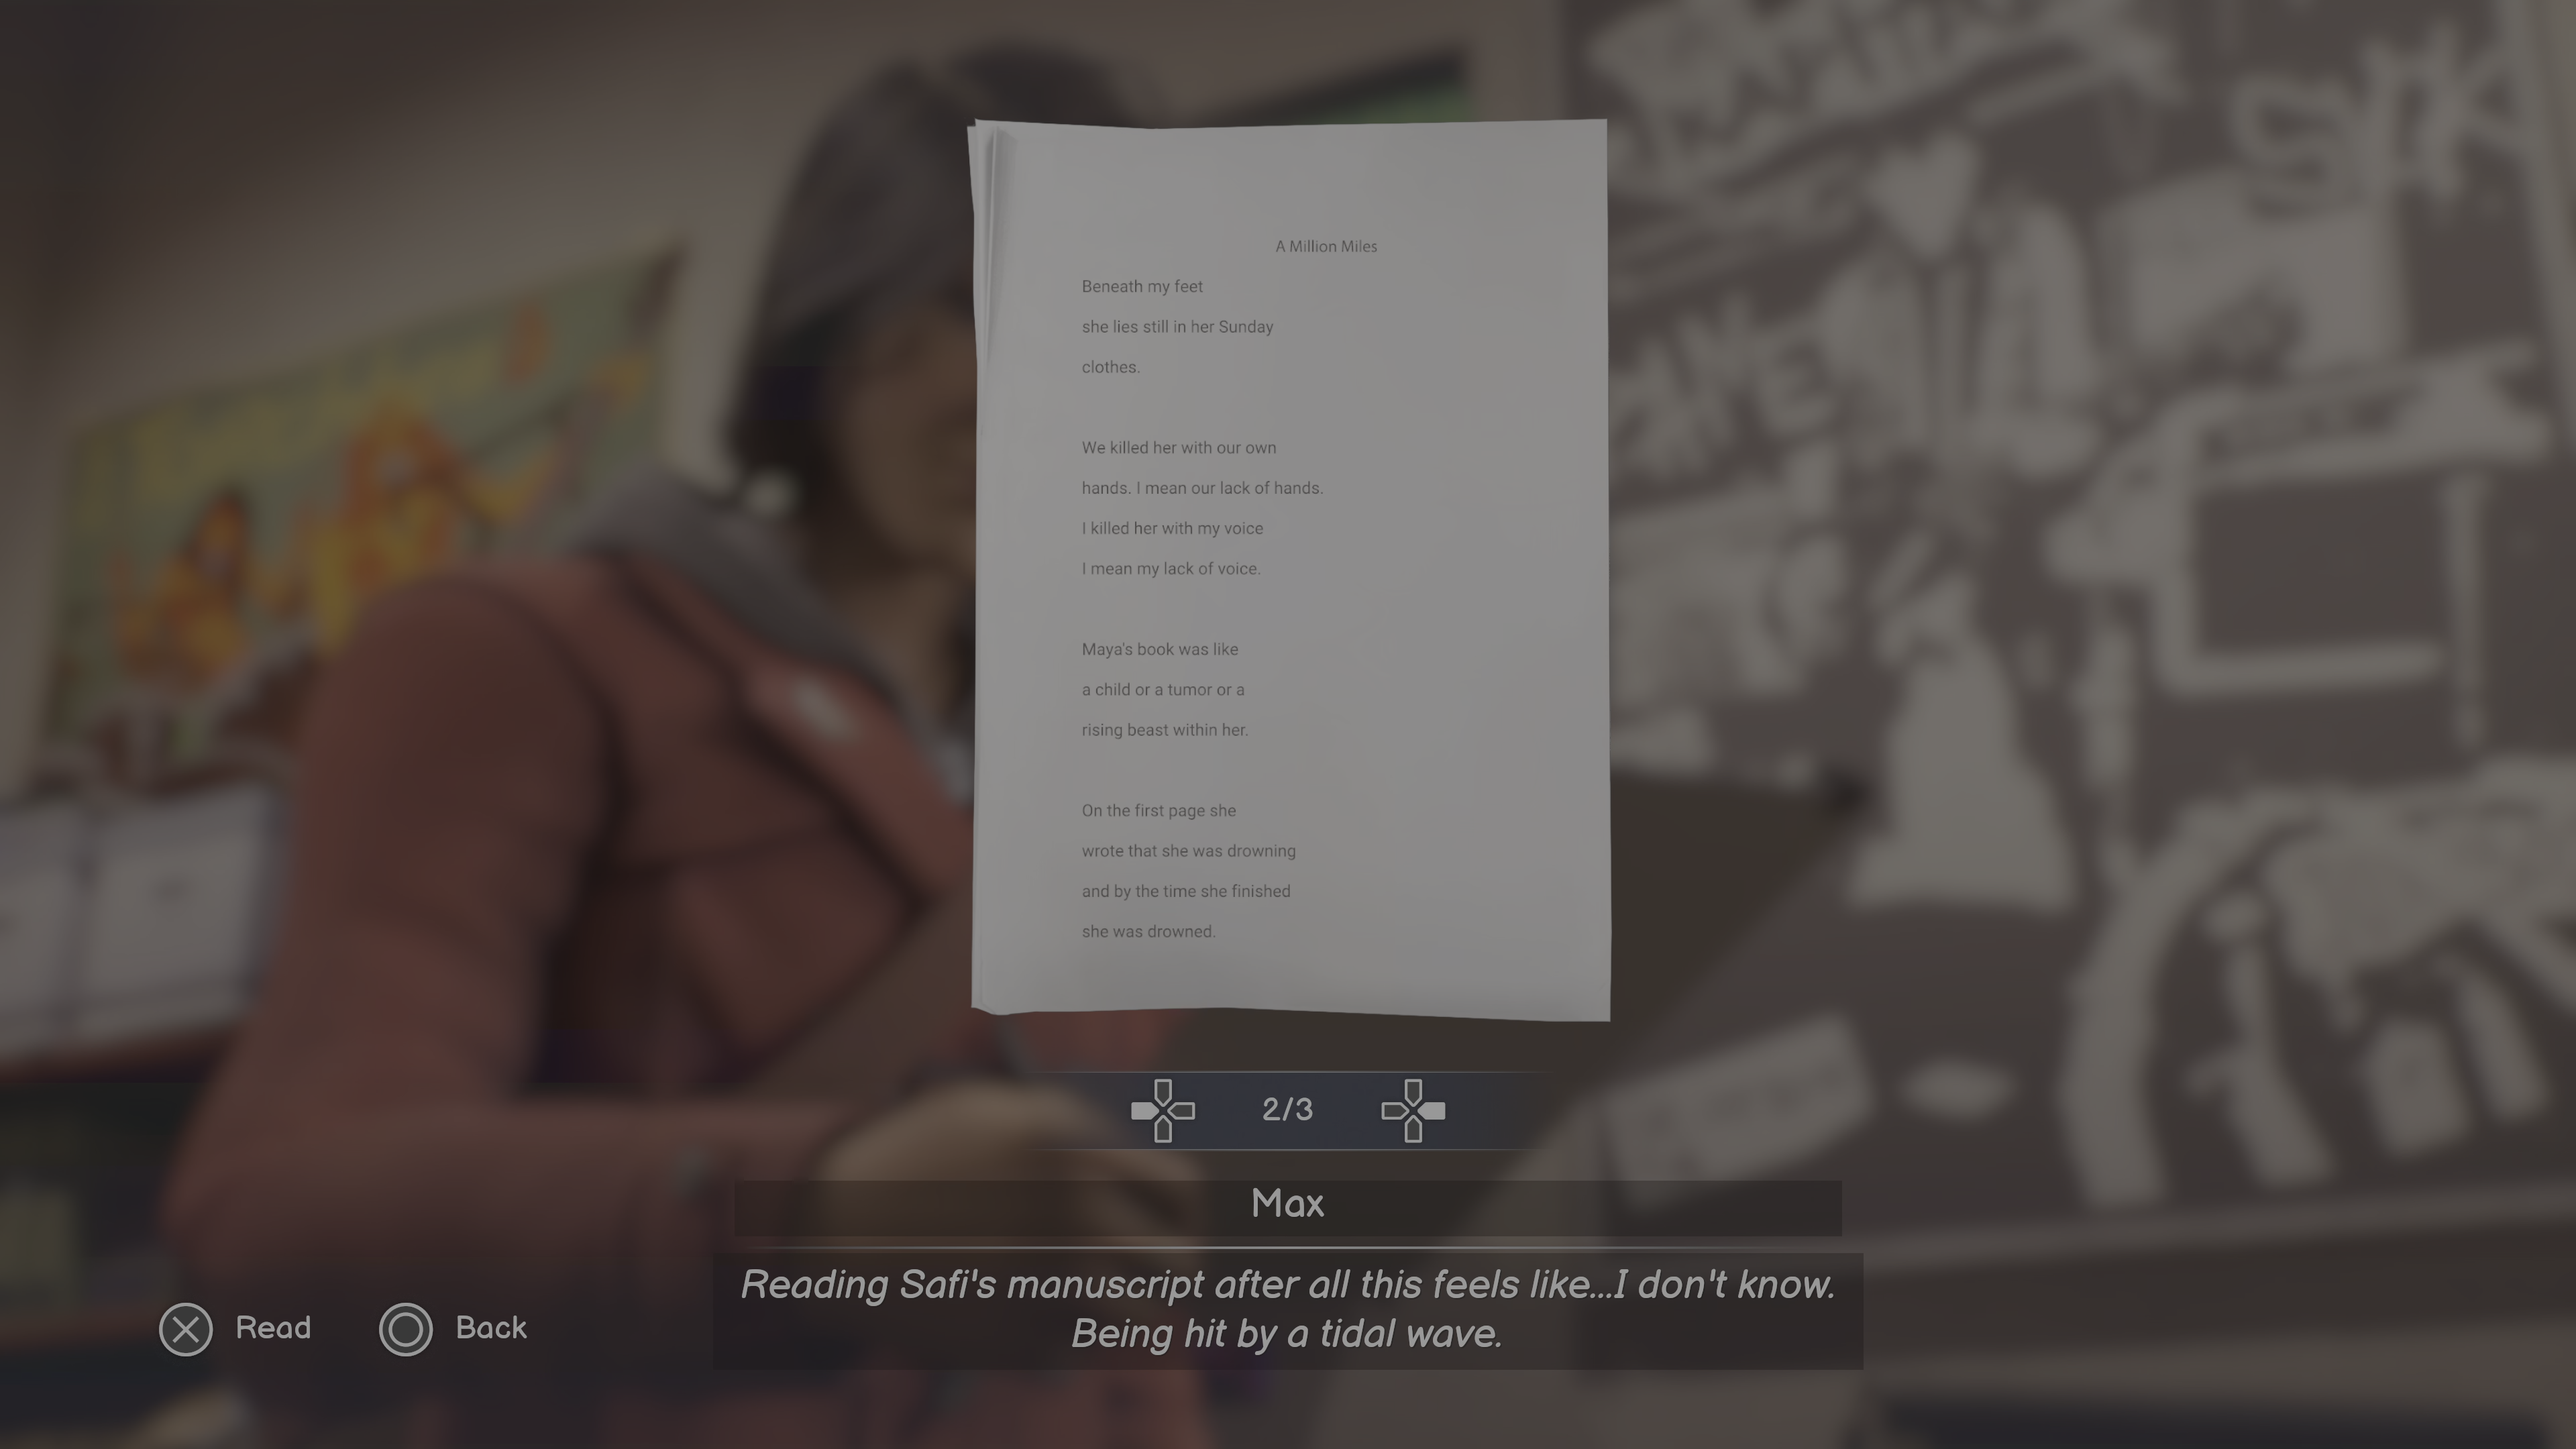 A Million Miles
Beneath my feet
she lies still in her Sunday
clothes.
We killed her with our own
hands. I mean our lack of hands.
I killed her with my voice
I mean my lack of voice.
Maya's book was like
a child or a tumor or a
rising beast within her.
On the first page she
wrote that she was drowning
and by the time she finished
she was drowned.
2/3
Max
Reading Safi's manuscript after all this feels like...I don't know.
Being hit by a tidal wave.
Read
Back